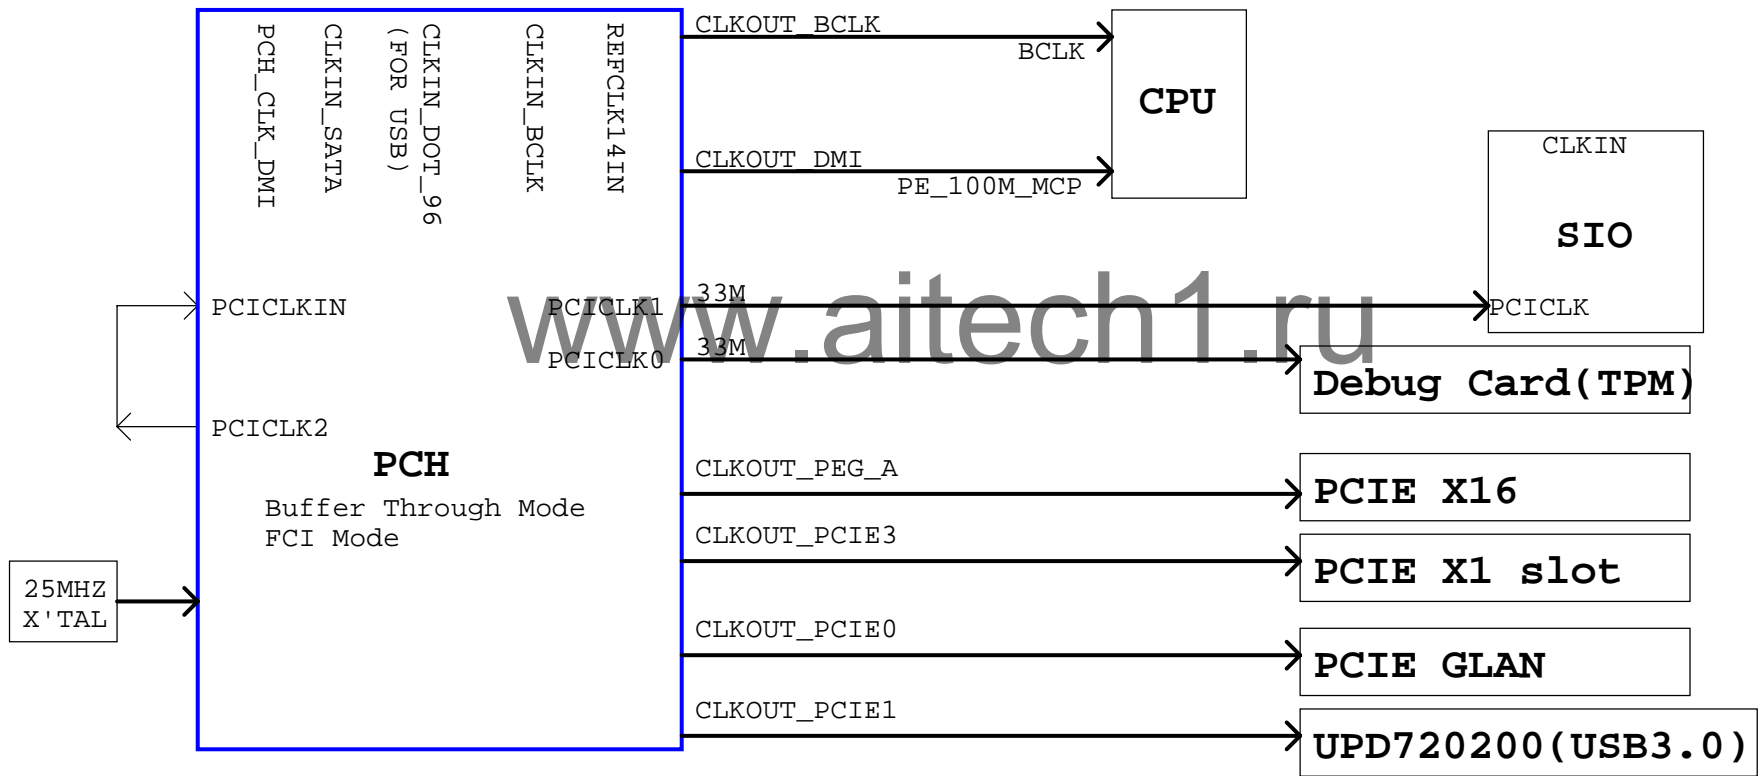 PCH_CLK_DMI
CLKIN_SATA
CLKIN_DOT_96
(FOR USB)
CLKIN_BCLK
REFCLK14IN
CLKOUT_BCLK
BCLK
CPU
CLKOUT_DMI
PE_100M_MCP
CLKIN
SIO
PCICLK
PCICLKIN
PCICLK1
33M
www.aitech1.ru
PCICLK0
33M
Debug Card(TPM)
PCICLK2
PCH
Buffer Through Mode
FCI Mode
CLKOUT_PEG_A
PCIE X16
CLKOUT_PCIE3
PCIE X1 slot
25MHZ
X'TAL
CLKOUT_PCIE0
PCIE GLAN
CLKOUT_PCIE1
UPD720200(USB3.0)